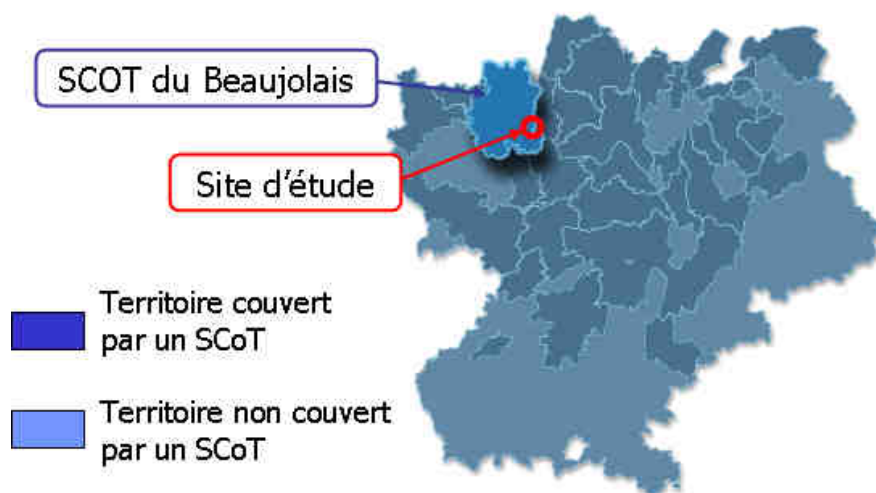 SCOT du Beaujolais
Site d'étude
Territoire couvert
par un SCoT
Territoire non couvert
par un SCoT